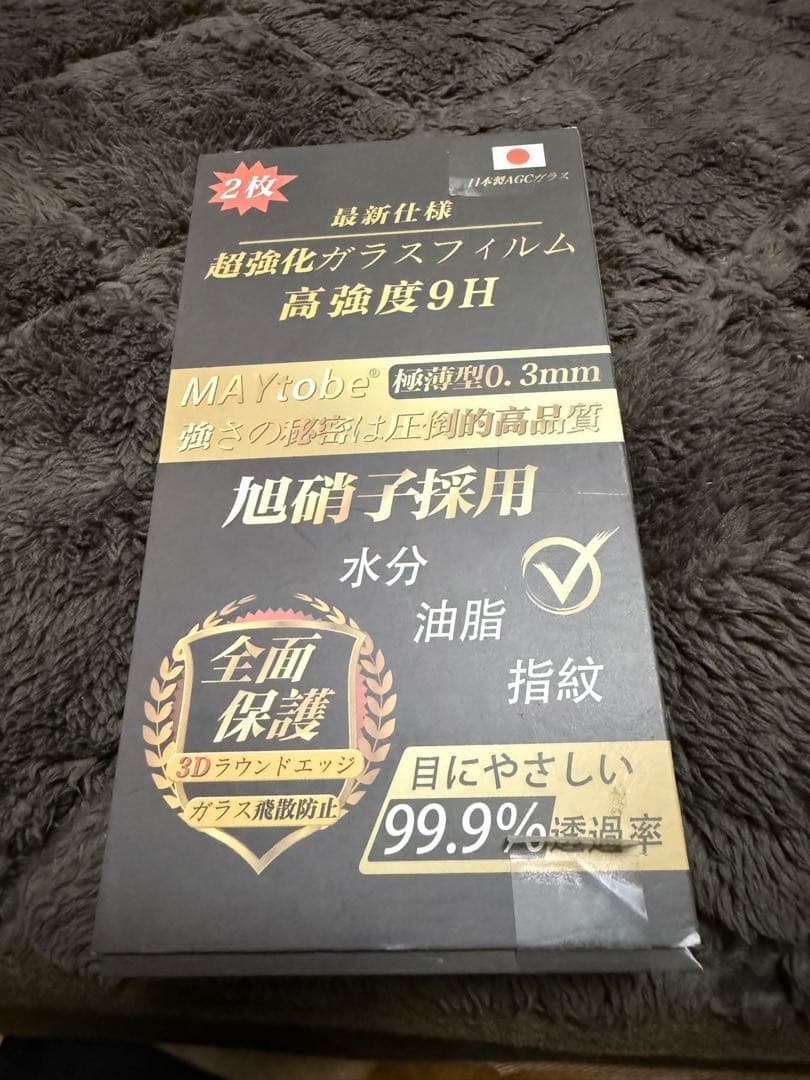 2枚
日本製AGCガラス
最新仕様
超強化ガラスフィルム
高強度9H
MAYtobe® 極薄型0.3mm
強さの秘密は圧倒的高品質
旭硝子採用
水分
油脂
指紋
全面
保護
3Dラウンドエッジ
ガラス飛散防止
目にやさしい
99.9%透過率